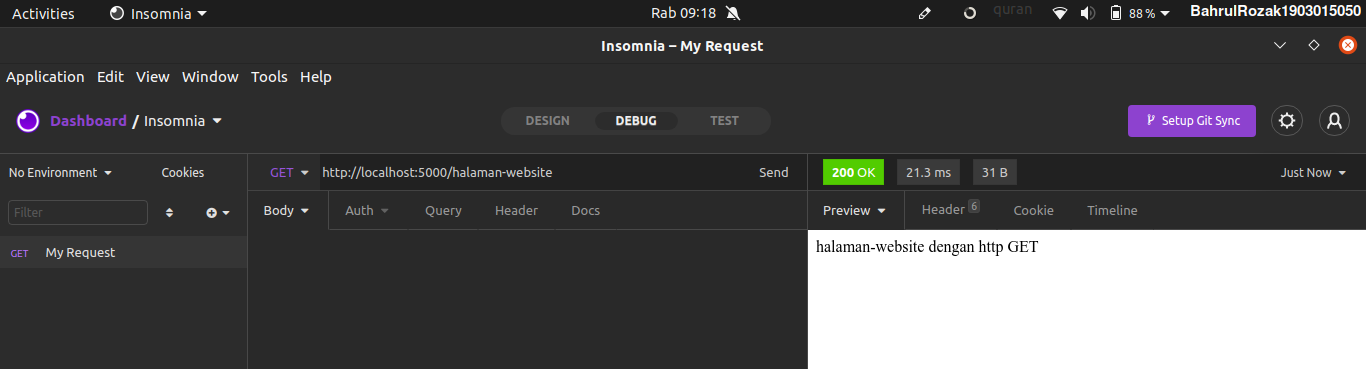 Activities Insomnia Rab 09:18 quran 88 % BahrulRozak1903015050
Insomnia – My Request
Application Edit View Window Tools Help
Dashboard / Insomnia DESIGN DEBUG TEST Setup Git Sync
No Environment Cookies GET http://localhost:5000/halaman-website Send 200 OK 21.3 ms 31 B Just Now
Filter Body Auth Query Header Docs Preview Header 6 Cookie Timeline
GET My Request halaman-website dengan http GET